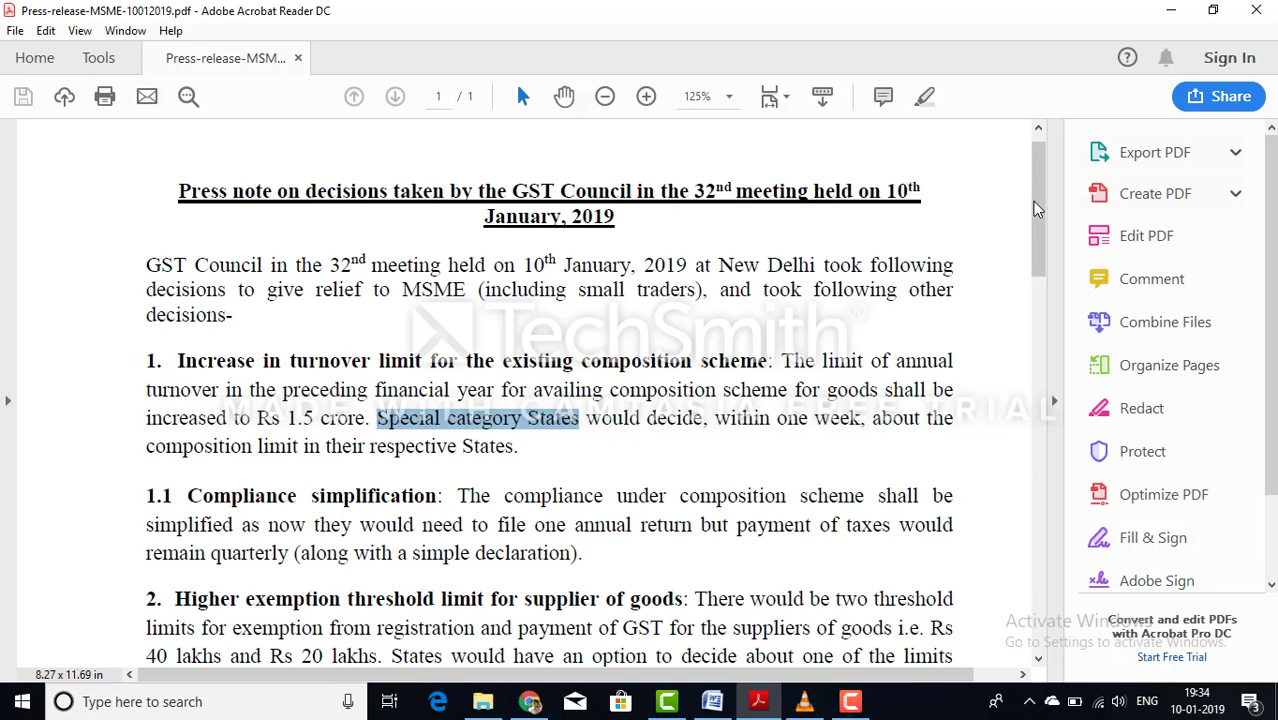 Press-release-MSME-10012019.pdf - Adobe Acrobat Reader DC
File Edit View Window Help
Home Tools Press-release-MSM... × Sign In
1 / 1 125% Share
Press note on decisions taken by the GST Council in the 32nd meeting held on 10th
January, 2019
GST Council in the 32nd meeting held on 10th January, 2019 at New Delhi took following
decisions to give relief to MSME (including small traders), and took following other
decisions-
1. Increase in turnover limit for the existing composition scheme: The limit of annual
turnover in the preceding financial year for availing composition scheme for goods shall be
increased to Rs 1.5 crore. Special category States would decide, within one week, about the
composition limit in their respective States.
1.1 Compliance simplification: The compliance under composition scheme shall be
simplified as now they would need to file one annual return but payment of taxes would
remain quarterly (along with a simple declaration).
2. Higher exemption threshold limit for supplier of goods: There would be two threshold
limits for exemption from registration and payment of GST for the suppliers of goods i.e. Rs
40 lakhs and Rs 20 lakhs. States would have an option to decide about one of the limits
TechSmith®
MADE WITH CAMTASIA FREE TRIAL
Export PDF
Create PDF
Edit PDF
Comment
Combine Files
Organize Pages
Redact
Protect
Optimize PDF
Fill & Sign
Adobe Sign
Convert and edit PDFs
with Acrobat Pro DC
Start Free Trial
Activate Windows
Go to Settings to activate Windows.
8.27 x 11.69 in
Type here to search
ENG
19:34
10-01-2019
3